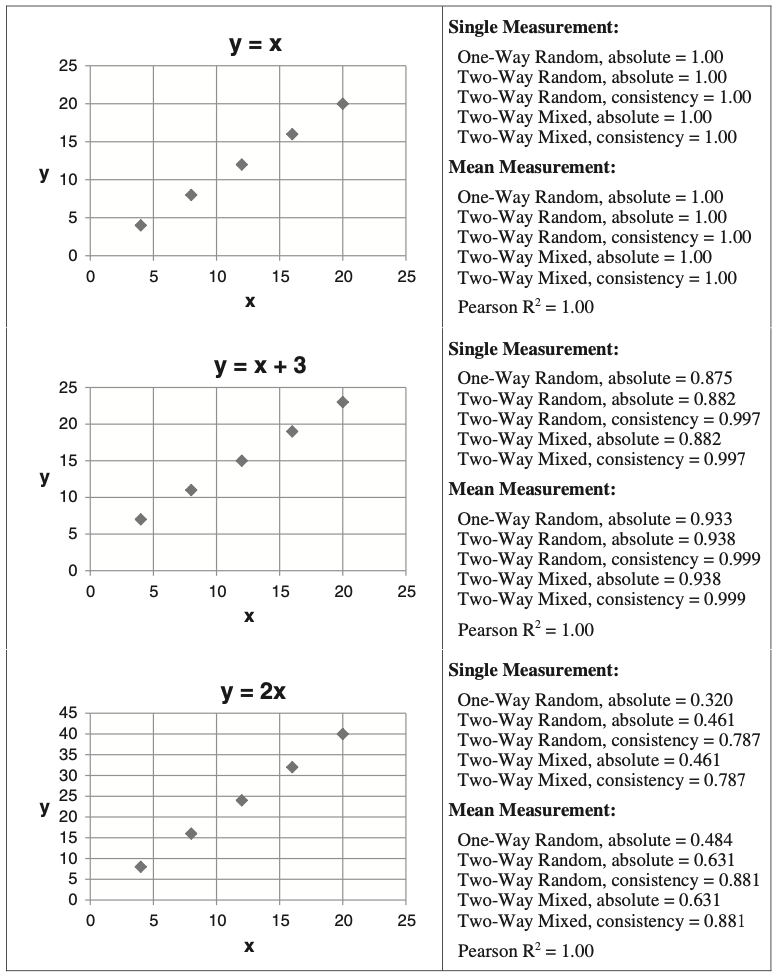 y = x
25
20
15
10
5
0
y
0 5 10 15 20 25
x
Single Measurement:
One-Way Random, absolute = 1.00
Two-Way Random, absolute = 1.00
Two-Way Random, consistency = 1.00
Two-Way Mixed, absolute = 1.00
Two-Way Mixed, consistency = 1.00
Mean Measurement:
One-Way Random, absolute = 1.00
Two-Way Random, absolute = 1.00
Two-Way Random, consistency = 1.00
Two-Way Mixed, absolute = 1.00
Two-Way Mixed, consistency = 1.00
Pearson R² = 1.00
y = x + 3
25
20
15
10
5
0
y
0 5 10 15 20 25
x
Single Measurement:
One-Way Random, absolute = 0.875
Two-Way Random, absolute = 0.882
Two-Way Random, consistency = 0.997
Two-Way Mixed, absolute = 0.882
Two-Way Mixed, consistency = 0.997
Mean Measurement:
One-Way Random, absolute = 0.933
Two-Way Random, absolute = 0.938
Two-Way Random, consistency = 0.999
Two-Way Mixed, absolute = 0.938
Two-Way Mixed, consistency = 0.999
Pearson R² = 1.00
y = 2x
45
40
35
30
25
20
15
10
5
0
y
0 5 10 15 20 25
x
Single Measurement:
One-Way Random, absolute = 0.320
Two-Way Random, absolute = 0.461
Two-Way Random, consistency = 0.787
Two-Way Mixed, absolute = 0.461
Two-Way Mixed, consistency = 0.787
Mean Measurement:
One-Way Random, absolute = 0.484
Two-Way Random, absolute = 0.631
Two-Way Random, consistency = 0.881
Two-Way Mixed, absolute = 0.631
Two-Way Mixed, consistency = 0.881
Pearson R² = 1.00